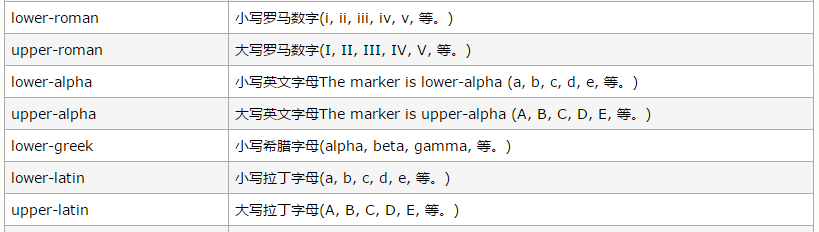 lower-roman 小写罗马数字(i, ii, iii, iv, v, 等。)
upper-roman 大写罗马数字(I, II, III, IV, V, 等。)
lower-alpha 小写英文字母The marker is lower-alpha (a, b, c, d, e, 等。)
upper-alpha 大写英文字母The marker is upper-alpha (A, B, C, D, E, 等。)
lower-greek 小写希腊字母(alpha, beta, gamma, 等。)
lower-latin 小写拉丁字母(a, b, c, d, e, 等。)
upper-latin 大写拉丁字母(A, B, C, D, E, 等。)